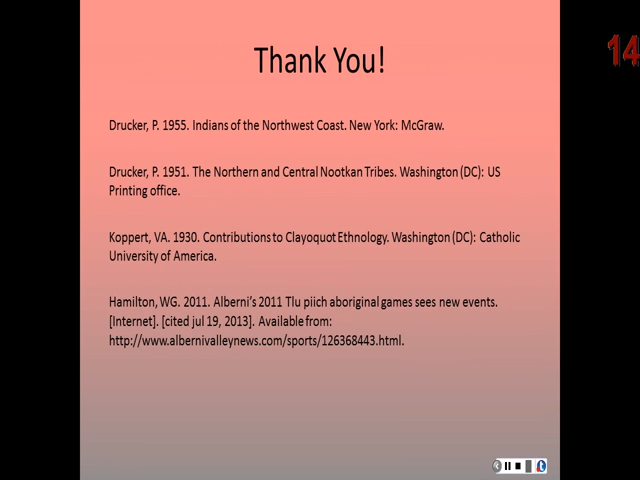 Thank You!
14
Drucker, P. 1955. Indians of the Northwest Coast. New York: McGraw.
Drucker, P. 1951. The Northern and Central Nootkan Tribes. Washington (DC): US
Printing office.
Koppert, VA. 1930. Contributions to Clayoquot Ethnology. Washington (DC): Catholic
University of America.
Hamilton, WG. 2011. Alberni's 2011 Tlu piich aboriginal games sees new events.
[Internet]. [cited jul 19, 2013]. Available from:
http://www.albernivalleynews.com/sports/126368443.html.